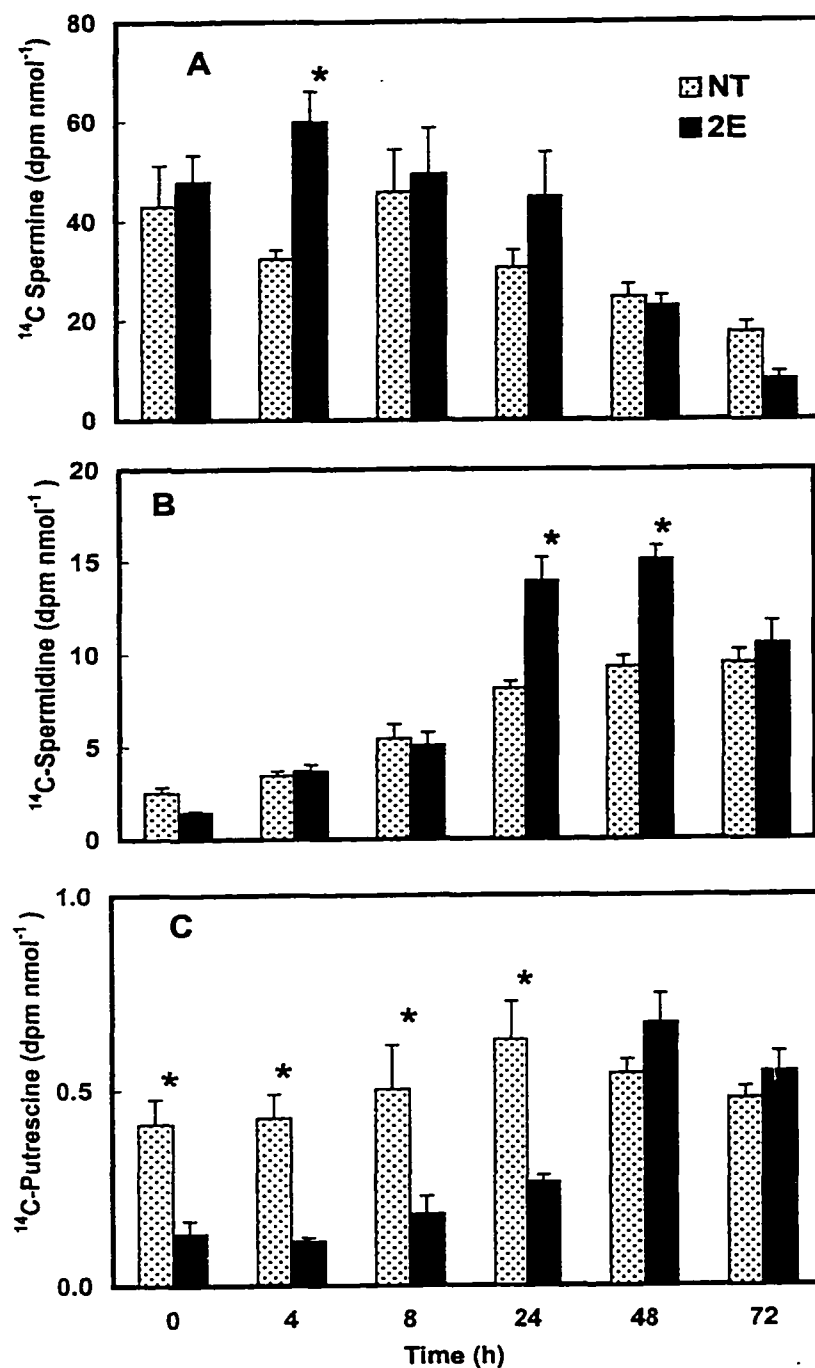 A
*
NT
2E
80
60
40
20
0
¹⁴C Spermine (dpm nmol⁻¹)
B
*
*
20
15
10
5
0
¹⁴C-Spermidine (dpm nmol⁻¹)
C
*
*
*
*
1.0
0.5
0.0
¹⁴C-Putrescine (dpm nmol⁻¹)
0 4 8 24 48 72
Time (h)